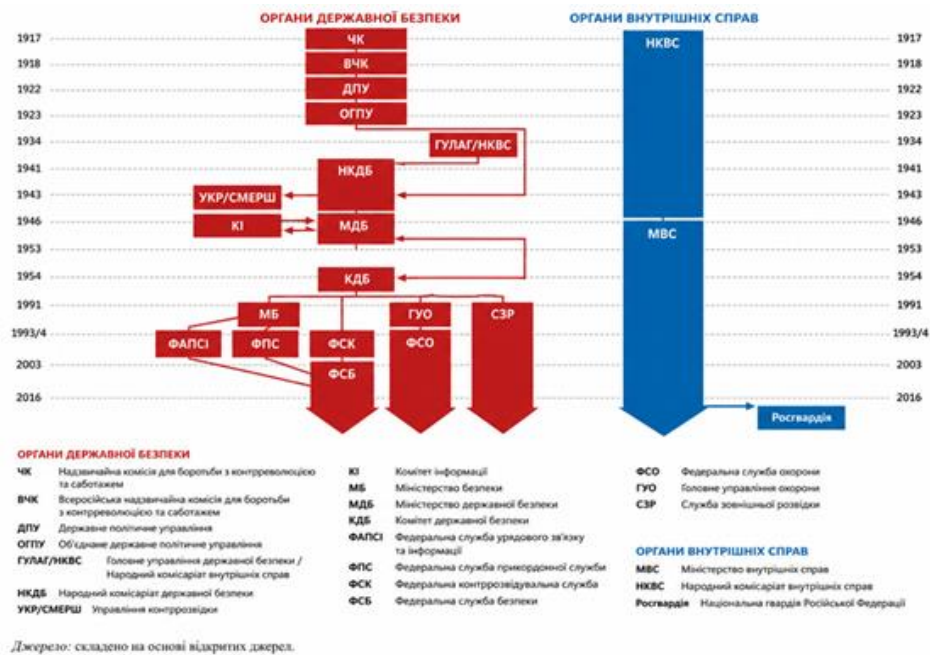 ОРГАНИ ДЕРЖАВНОЇ БЕЗПЕКИ
ОРГАНИ ВНУТРІШНІХ СПРАВ
1917 ЧК НКВС 1917
1918 ВЧК 1918
1922 ДПУ 1922
1923 ОГПУ 1923
1934 ГУЛАГ/НКВС 1934
1941 НКДБ 1941
1943 УКР/СМЕРШ 1943
1946 КІ МДБ МВС 1946
1953 1953
1954 КДБ 1954
1991 МБ ГУО СЗР 1991
1993/4 ФАПСІ ФПС ФСК ФСО 1993/4
2003 ФСБ 2003
2016 2016
Росгвардія
ОРГАНИ ДЕРЖАВНОЇ БЕЗПЕКИ
ЧК Надзвичайна комісія для боротьби з контрреволюцією
та саботажем
ВЧК Всеросійська надзвичайна комісія для боротьби
з контрреволюцією та саботажем
ДПУ Державне політичне управління
ОГПУ Об'єднане державне політичне управління
ГУЛАГ/НКВС Головне управління державної безпеки /
Народний комісаріат внутрішніх справ
НКДБ Народний комісаріат державної безпеки
УКР/СМЕРШ Управління контррозвідки
КІ Комітет інформації
МБ Міністерство безпеки
МДБ Міністерство державної безпеки
КДБ Комітет державної безпеки
ФАПСІ Федеральна служба урядового зв'язку
та інформації
ФПС Федеральна служба прикордонної служби
ФСК Федеральна контррозвідувальна служба
ФСБ Федеральна служба безпеки
ФСО Федеральна служба охорони
ГУО Головне управління охорони
СЗР Служба зовнішньої розвідки
ОРГАНИ ВНУТРІШНІХ СПРАВ
МВС Міністерство внутрішніх справ
НКВС Народний комісаріат внутрішніх справ
Росгвардія Національна гвардія Російської Федерації
Джерело: складено на основі відкритих джерел.